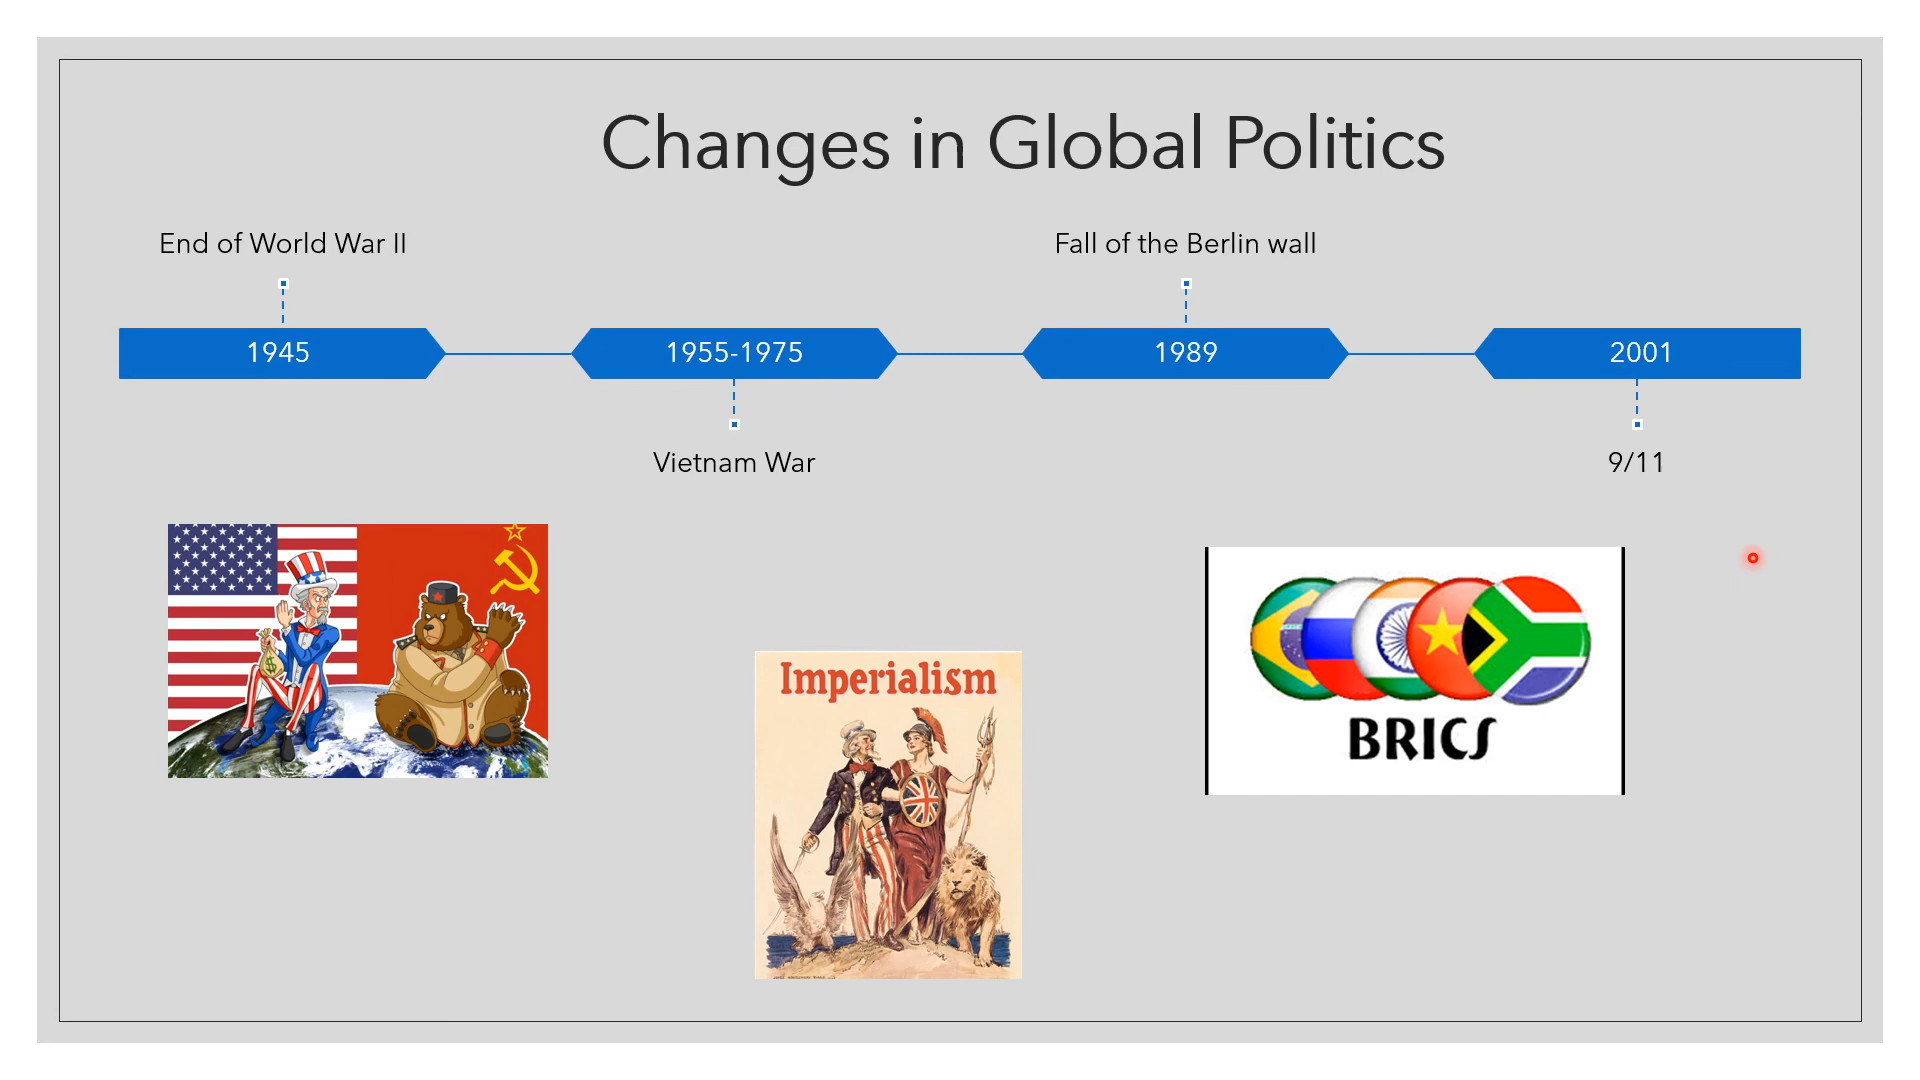 Changes in Global Politics
End of World War II
Fall of the Berlin wall
1945
1955-1975
1989
2001
Vietnam War
9/11
$
Imperialism
BRICS